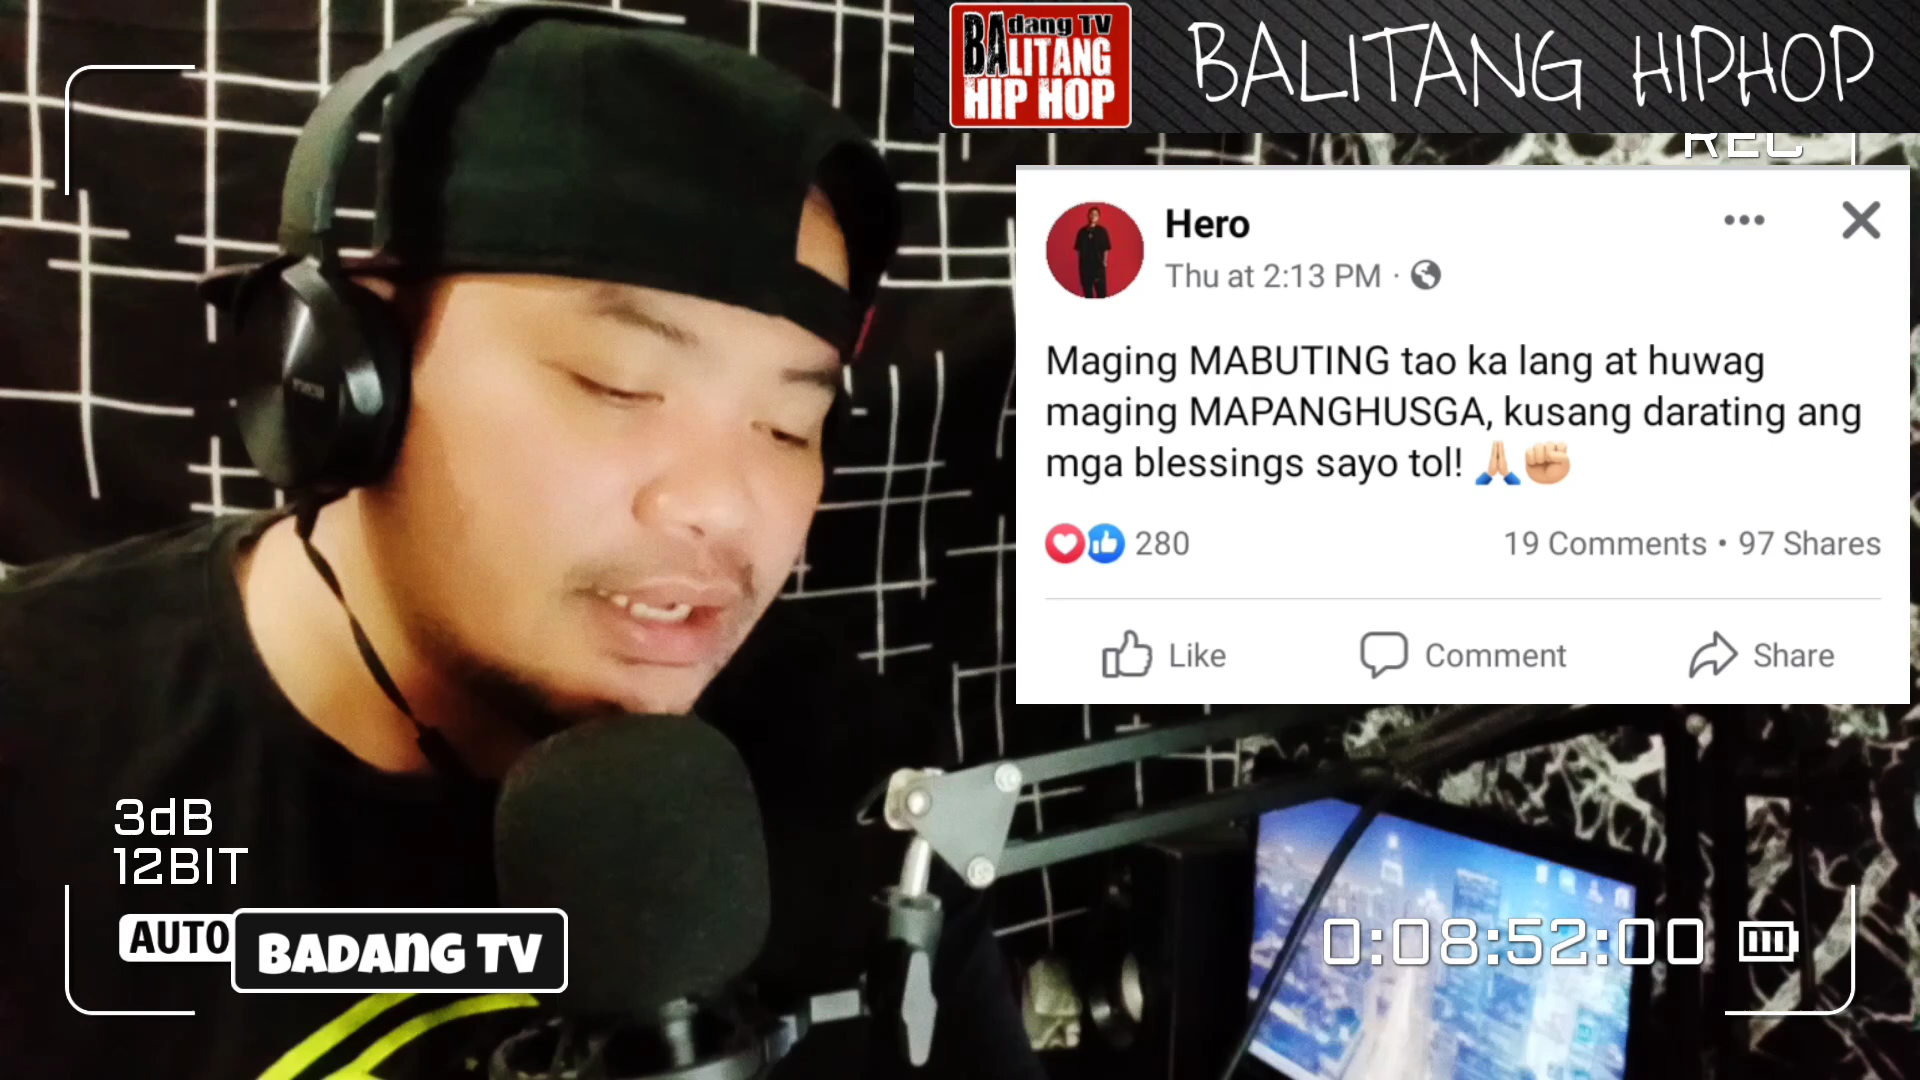 BAdang TV
BALITANG
LITANG
HIP HOP
BALITANG HIPHOP
REC
Hero
Thu at 2:13 PM ·
Maging MABUTING tao ka lang at huwag
maging MAPANGHUSGA, kusang darating ang
mga blessings sayo tol! 🙏🏻✊🏻
280
19 Comments • 97 Shares
Like
Comment
Share
3dB
12BIT
AUTO
BADANG TV
0:08:52:00